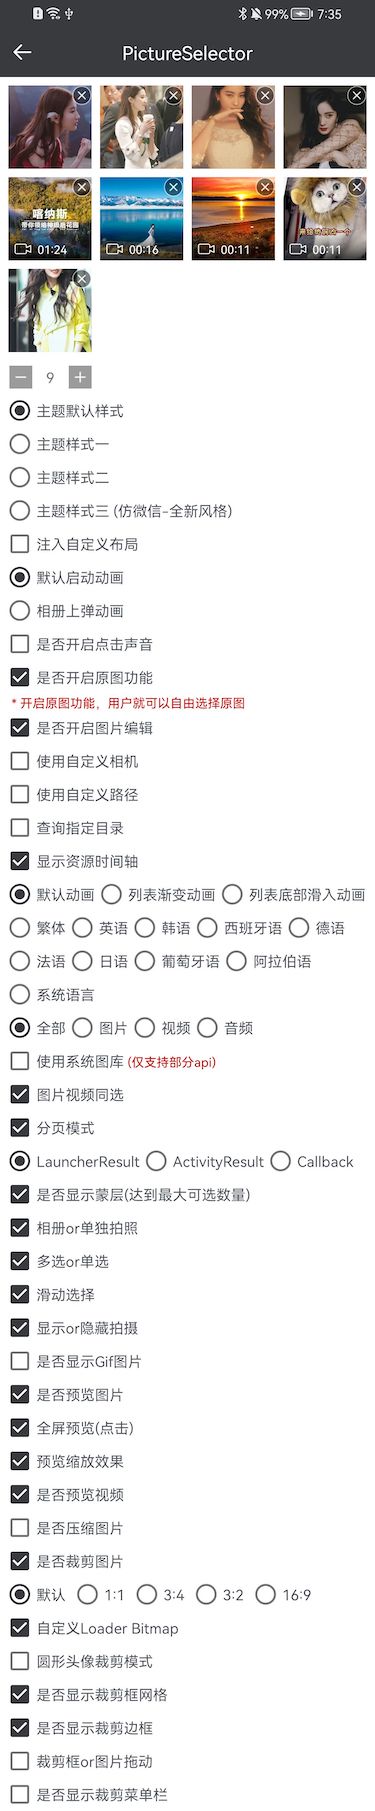 99% 7:35
PictureSelector
喀纳斯
01:24
00:16
00:11
00:11
9
主题默认样式
主题样式一
主题样式二
主题样式三 (仿微信-全新风格)
注入自定义布局
默认启动动画
相册上弹动画
是否开启点击声音
是否开启原图功能
* 开启原图功能，用户就可以自由选择原图
是否开启图片编辑
使用自定义相机
使用自定义路径
查询指定目录
显示资源时间轴
默认动画 列表渐变动画 列表底部滑入动画
繁体 英语 韩语 西班牙语 德语
法语 日语 葡萄牙语 阿拉伯语
系统语言
全部 图片 视频 音频
使用系统图库 (仅支持部分api)
图片视频同选
分页模式
LauncherResult ActivityResult Callback
是否显示蒙层(达到最大可选数量)
相册or单独拍照
多选or单选
滑动选择
显示or隐藏拍摄
是否显示Gif图片
是否预览图片
全屏预览(点击)
预览缩放效果
是否预览视频
是否压缩图片
是否裁剪图片
默认 1:1 3:4 3:2 16:9
自定义Loader Bitmap
圆形头像裁剪模式
是否显示裁剪框网格
是否显示裁剪边框
裁剪框or图片拖动
是否显示裁剪菜单栏